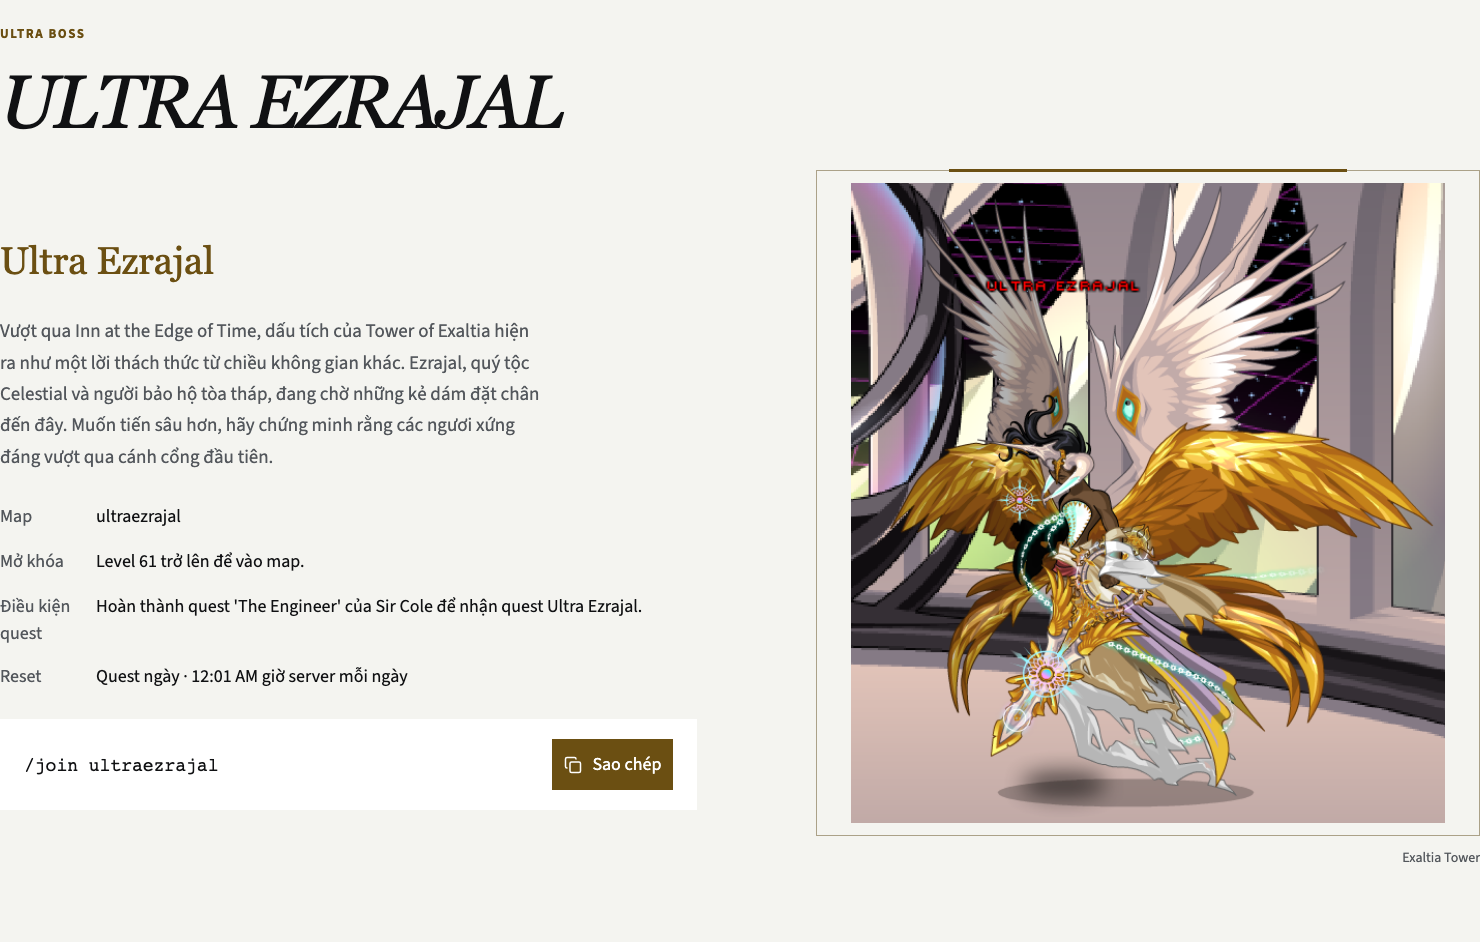 ULTRA BOSS
ULTRA EZRAJAL
Ultra Ezrajal
Vượt qua Inn at the Edge of Time, dấu tích của Tower of Exaltia hiện
ra như một lời thách thức từ chiều không gian khác. Ezrajal, quý tộc
Celestial và người bảo hộ tòa tháp, đang chờ những kẻ dám đặt chân
đến đây. Muốn tiến sâu hơn, hãy chứng minh rằng các ngươi xứng
đáng vượt qua cánh cổng đầu tiên.
Map ultraezrajal
Mở khóa Level 61 trở lên để vào map.
Điều kiện quest Hoàn thành quest 'The Engineer' của Sir Cole để nhận quest Ultra Ezrajal.
Reset Quest ngày · 12:01 AM giờ server mỗi ngày
/join ultraezrajal
Sao chép
ULTRA EZRAJAL
Exaltia Tower